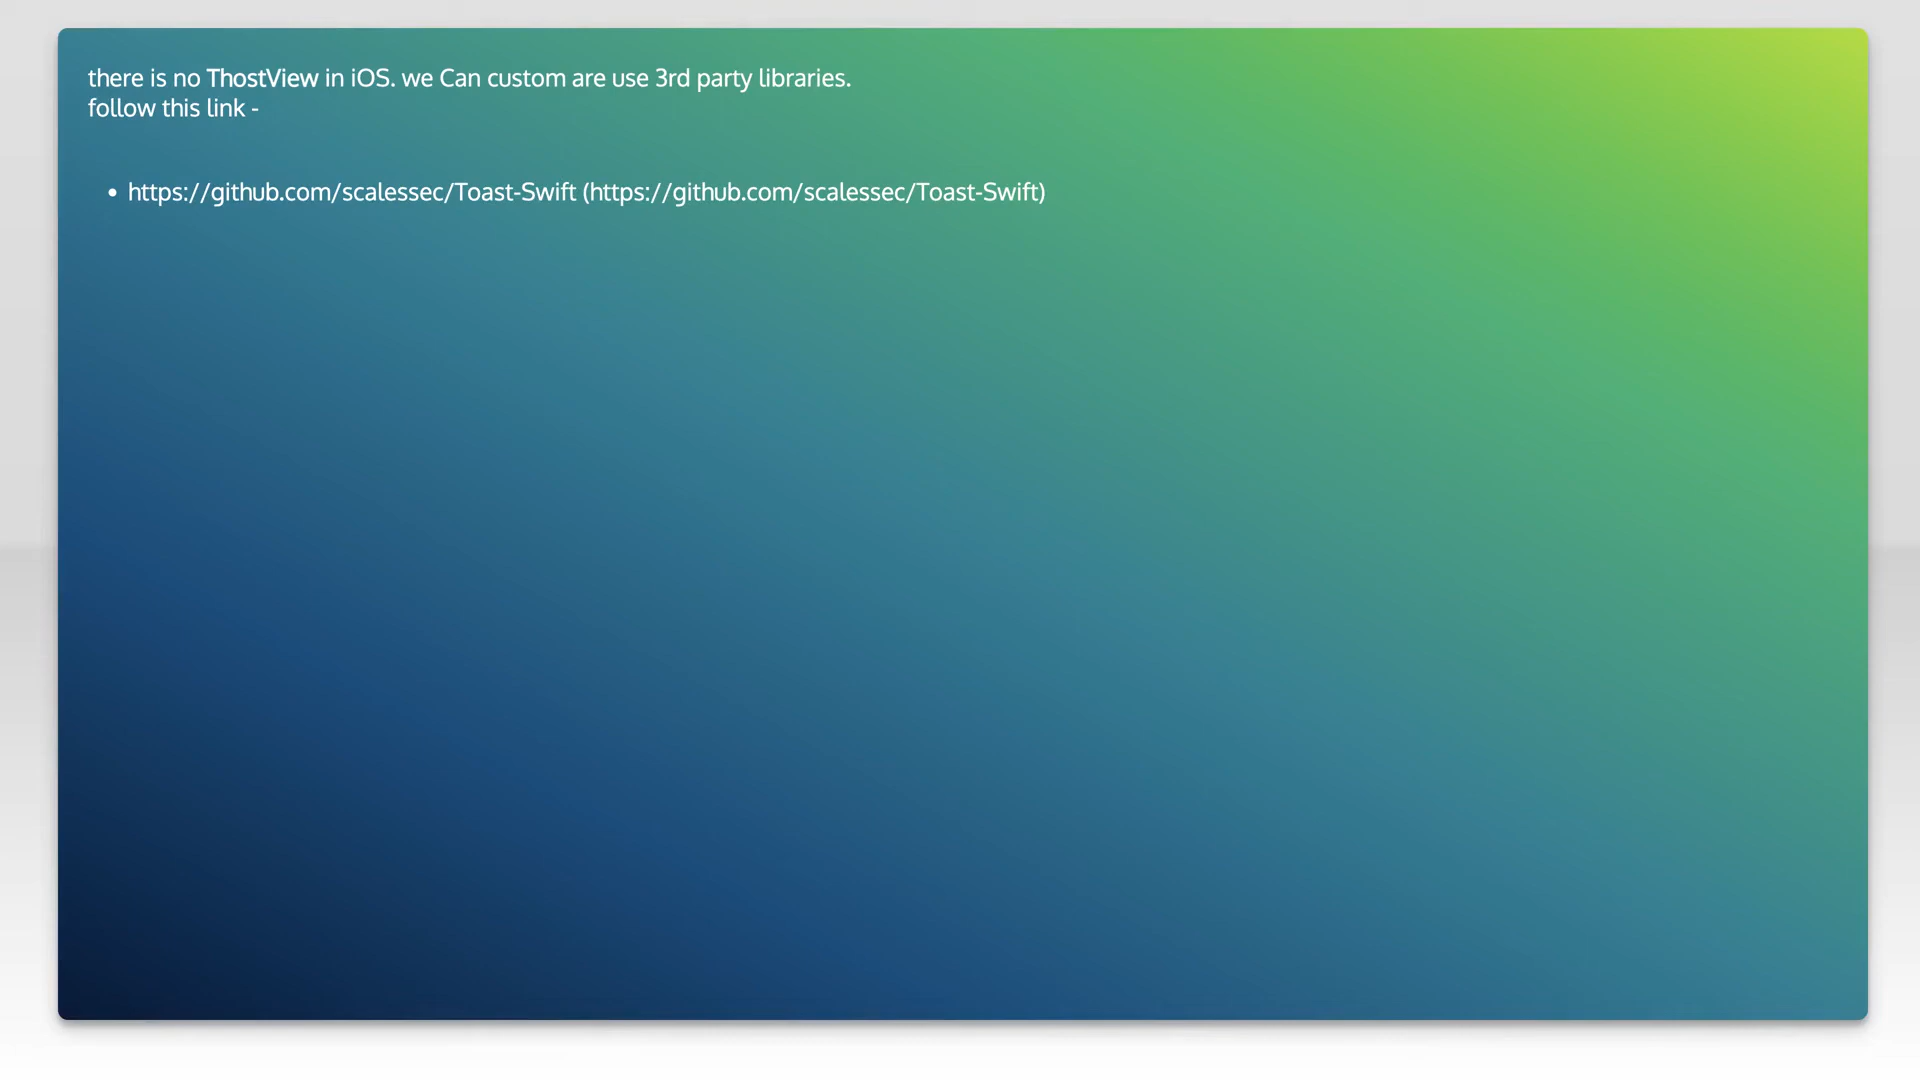 there is no ThostView in iOS. we Can custom are use 3rd party libraries.
follow this link -
• https://github.com/scalessec/Toast-Swift (https://github.com/scalessec/Toast-Swift)